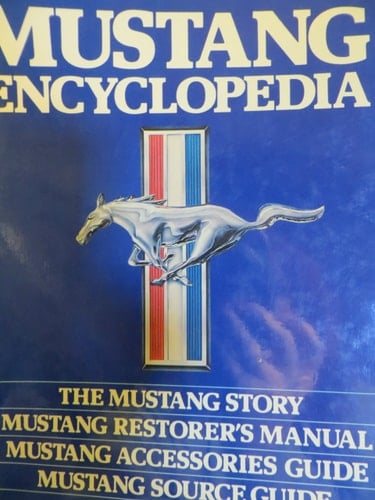 MUSTANG
ENCYCLOPEDIA
THE MUSTANG STORY
MUSTANG RESTORER'S MANUAL
MUSTANG ACCESSORIES GUIDE
MUSTANG SOURCE GUIDE